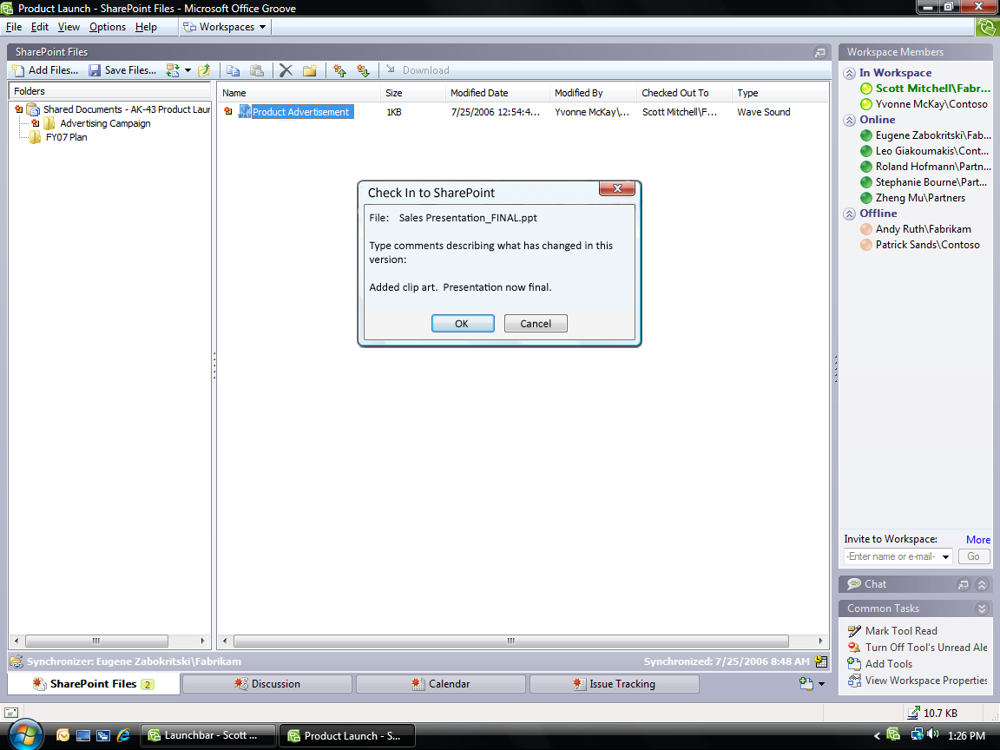 Product Launch - SharePoint Files - Microsoft Office Groove
File Edit View Options Help Workspaces
SharePoint Files
Add Files... Save Files... Download
Folders
Shared Documents - AK-43 Product Laur
Advertising Campaign
FY07 Plan
Name Size Modified Date Modified By Checked Out To Type
Product Advertisement 1KB 7/25/2006 12:54:4... Yvonne McKay\... Scott Mitchell\F... Wave Sound
Check In to SharePoint
File: Sales Presentation_FINAL.ppt
Type comments describing what has changed in this
version:
Added clip art. Presentation now final.
OK Cancel
Workspace Members
In Workspace
Scott Mitchell\Fabr...
Yvonne McKay\Contoso
Online
Eugene Zabokritski\Fab...
Leo Giakoumakis\Cont...
Roland Hofmann\Partn...
Stephanie Bourne\Part...
Zheng Mu\Partners
Offline
Andy Ruth\Fabrikam
Patrick Sands\Contoso
Invite to Workspace: More
-Enter name or e-mail- Go
Chat
Common Tasks
Mark Tool Read
Turn Off Tool's Unread Ale
Add Tools
View Workspace Properties
Synchronizer: Eugene Zabokritski\Fabrikam Synchronized: 7/25/2006 8:48 AM
SharePoint Files 2 Discussion Calendar Issue Tracking
10.7 KB
Launchbar - Scott ... Product Launch - S... 1:26 PM